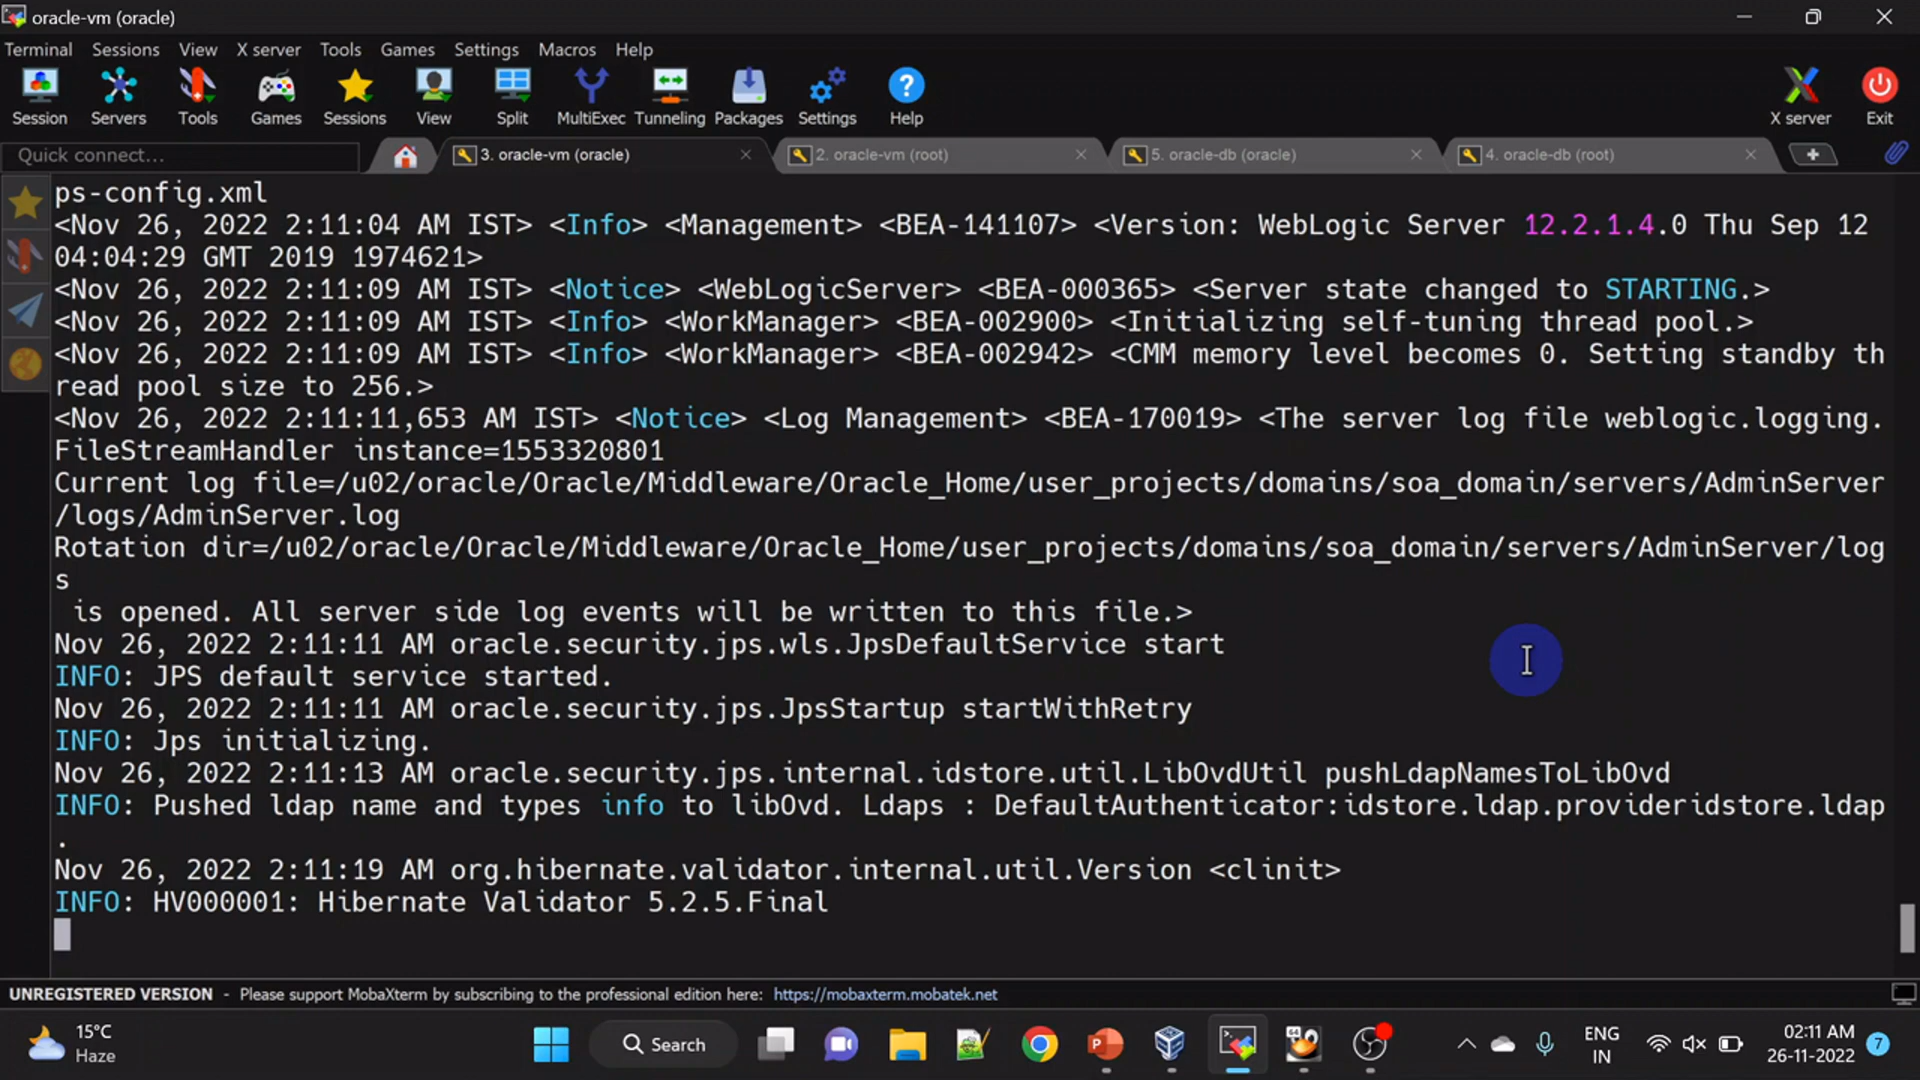 oracle-vm (oracle)
Terminal Sessions View X server Tools Games Settings Macros Help
Session Servers Tools Games Sessions View Split MultiExec Tunneling Packages Settings Help X server Exit
Quick connect... 3. oracle-vm (oracle) 2. oracle-vm (root) 5. oracle-db (oracle) 4. oracle-db (root)
ps-config.xml
<Nov 26, 2022 2:11:04 AM IST> <Info> <Management> <BEA-141107> <Version: WebLogic Server 12.2.1.4.0 Thu Sep 12
04:04:29 GMT 2019 1974621>
<Nov 26, 2022 2:11:09 AM IST> <Notice> <WebLogicServer> <BEA-000365> <Server state changed to STARTING.>
<Nov 26, 2022 2:11:09 AM IST> <Info> <WorkManager> <BEA-002900> <Initializing self-tuning thread pool.>
<Nov 26, 2022 2:11:09 AM IST> <Info> <WorkManager> <BEA-002942> <CMM memory level becomes 0. Setting standby th
read pool size to 256.>
<Nov 26, 2022 2:11:11,653 AM IST> <Notice> <Log Management> <BEA-170019> <The server log file weblogic.logging.
FileStreamHandler instance=1553320801
Current log file=/u02/oracle/Oracle/Middleware/Oracle_Home/user_projects/domains/soa_domain/servers/AdminServer
/logs/AdminServer.log
Rotation dir=/u02/oracle/Oracle/Middleware/Oracle_Home/user_projects/domains/soa_domain/servers/AdminServer/log
s
is opened. All server side log events will be written to this file.>
Nov 26, 2022 2:11:11 AM oracle.security.jps.wls.JpsDefaultService start
INFO: JPS default service started.
Nov 26, 2022 2:11:11 AM oracle.security.jps.JpsStartup startWithRetry
INFO: Jps initializing.
Nov 26, 2022 2:11:13 AM oracle.security.jps.internal.idstore.util.LibOvdUtil pushLdapNamesToLibOvd
INFO: Pushed ldap name and types info to libOvd. Ldaps : DefaultAuthenticator:idstore.ldap.provideridstore.ldap
.
Nov 26, 2022 2:11:19 AM org.hibernate.validator.internal.util.Version <clinit>
INFO: HV000001: Hibernate Validator 5.2.5.Final
UNREGISTERED VERSION - Please support MobaXterm by subscribing to the professional edition here: https://mobaxterm.mobatek.net
15°C
Haze
Search
ENG
IN
02:11 AM
26-11-2022
7